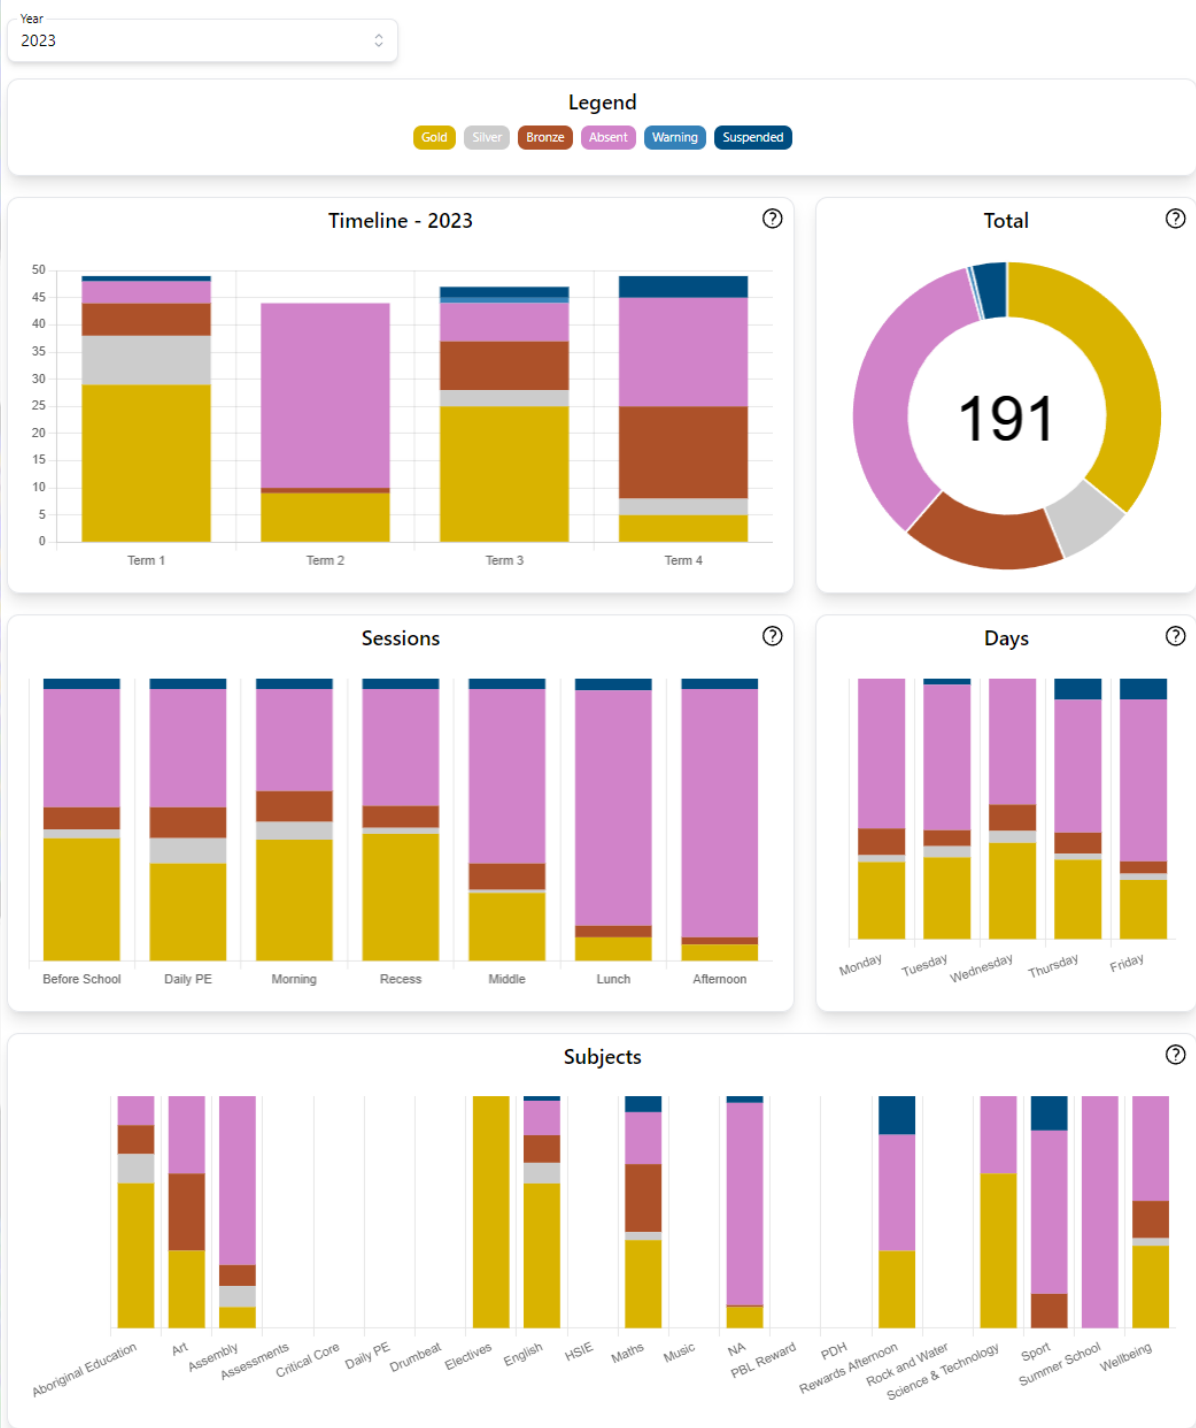 Year
2023
Legend
Gold Silver Bronze Absent Warning Suspended
Timeline - 2023
50
45
40
35
30
25
20
15
10
5
0
Term 1 Term 2 Term 3 Term 4
Total
191
Sessions
Before School Daily PE Morning Recess Middle Lunch Afternoon
Days
Monday Tuesday Wednesday Thursday Friday
Subjects
Aboriginal Education Art Assembly Assessments Critical Core Daily PE Drumbeat Electives English HSIE Maths Music NA PBL Reward PDH Rewards Afternoon Rock and Water Science & Technology Sport Summer School Wellbeing